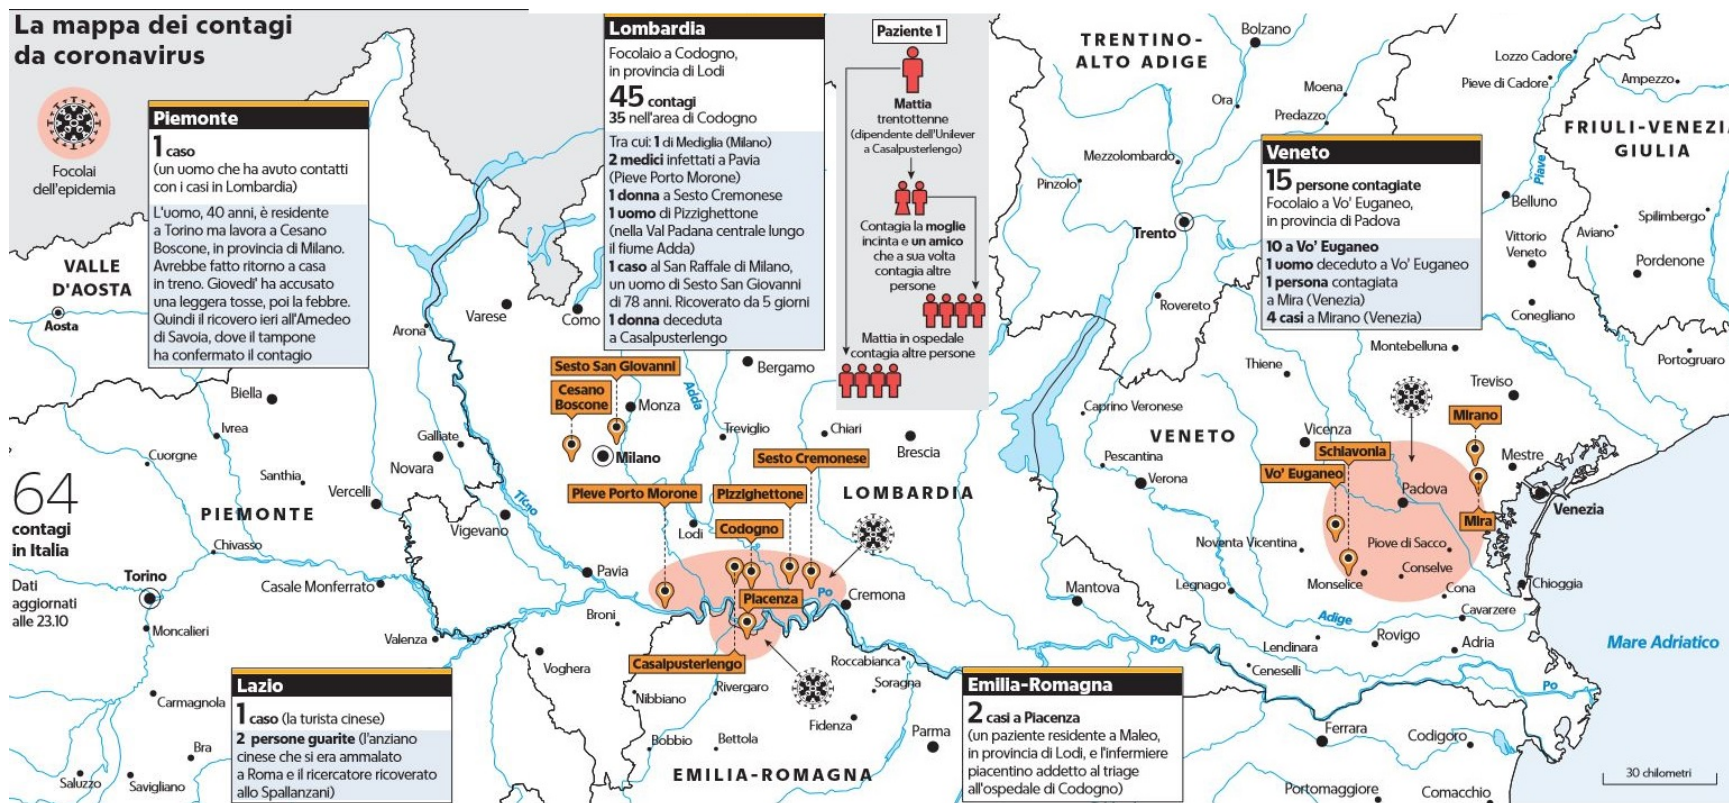 La mappa dei contagi
da coronavirus
Focolai
dell'epidemia
Piemonte
1 caso
(un uomo che ha avuto contatti
con i casi in Lombardia)
L'uomo, 40 anni, è residente
a Torino ma lavora a Cesano
Boscone, in provincia di Milano.
Avrebbe fatto ritorno a casa
in treno. Giovedì' ha accusato
una leggera tosse, poi la febbre.
Quindi il ricovero ieri all'Amedeo
di Savoia, dove il tampone
ha confermato il contagio
Lombardia
Focolaio a Codogno,
in provincia di Lodi
45 contagi
35 nell'area di Codogno
Tra cui: 1 di Mediglia (Milano)
2 medici infettati a Pavia
(Pieve Porto Morone)
1 donna a Sesto Cremonese
1 uomo di Pizzighettone
(nella Val Padana centrale lungo
il fiume Adda)
1 caso al San Raffale di Milano,
un uomo di Sesto San Giovanni
di 78 anni. Ricoverato da 5 giorni
1 donna deceduta
a Casalpusterlengo
Paziente 1
Mattia
trentottenne
(dipendente dell'Unilever
a Casalpusterlengo)
Contagia la moglie
incinta e un amico
che a sua volta
contagia altre
persone
Mattia in ospedale
contagia altre persone
Veneto
15 persone contagiate
Focolaio a Vo' Euganeo,
in provincia di Padova
10 a Vo' Euganeo
1 uomo deceduto a Vo' Euganeo
1 persona contagiata
a Mira (Venezia)
4 casi a Mirano (Venezia)
64
contagi
in Italia
Dati
aggiornati
alle 23.10
Lazio
1 caso (la turista cinese)
2 persone guarite (l'anziano
cinese che si era ammalato
a Roma e il ricercatore ricoverato
allo Spallanzani)
Emilia-Romagna
2 casi a Piacenza
(un paziente residente a Maleo,
in provincia di Lodi, e l'infermiere
piacentino addetto al triage
all'ospedale di Codogno)
TRENTINO-
ALTO ADIGE
FRIULI-VENEZIA
GIULIA
VALLE
D'AOSTA
PIEMONTE
LOMBARDIA
VENETO
EMILIA-ROMAGNA
Mare Adriatico
Bolzano
Lozzo Cadore
Pieve di Cadore
Ampezzo
Moena
Ora
Predazzo
Mezzolombardo
Pinzolo
Piave
Belluno
Spilimbergo
Aviano
Trento
Vittorio
Veneto
Pordenone
Rovereto
Conegliano
Portogruaro
Montebelluna
Thiene
Treviso
Aosta
Arona
Varese
Como
Sesto San Giovanni
Cesano
Boscone
Monza
Milano
Bergamo
Adda
Treviglio
Chiari
Brescia
Caprino Veronese
Vicenza
Schiavonia
Mirano
Mestre
Biella
Ivrea
Cuorgne
Galliate
Novara
Santhia
Vercelli
Ticino
Vigevano
Sesto Cremonese
Pieve Porto Morone
Pizzighettone
Codogno
Lodi
Pescantina
Verona
Vo' Euganeo
Padova
Mira
Venezia
Chivasso
Torino
Casale Monferrato
Pavia
Broni
Piacenza
Po
Cremona
Mantova
Noventa Vicentina
Piove di Sacco
Legnago
Monselice
Conselve
Cona
Chioggia
Cavarzere
Moncalieri
Valenza
Voghera
Casalpusterlengo
Roccabianca
Soragna
Adige
Po
Lendinara
Rovigo
Adria
Ceneselli
Po
Carmagnola
Nibbiano
Rivergaro
Fidenza
Parma
Ferrara
Codigoro
Bra
Bobbio
Bettola
Saluzzo
Savigliano
Portomaggiore
Comacchio
30 chilometri